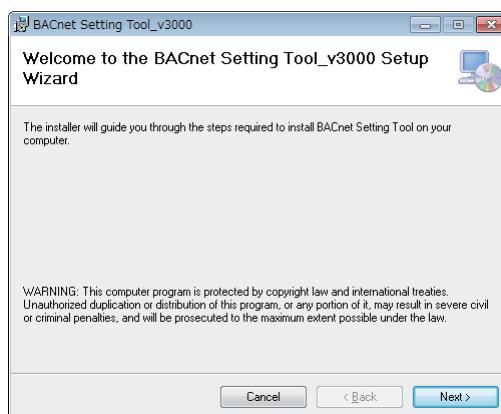 BACnet Setting Tool_v3000
Welcome to the BACnet Setting Tool_v3000 Setup
Wizard
The installer will guide you through the steps required to install BACnet Setting Tool on your
computer.
WARNING: This computer program is protected by copyright law and international treaties.
Unauthorized duplication or distribution of this program, or any portion of it, may result in severe civil
or criminal penalties, and will be prosecuted to the maximum extent possible under the law.
Cancel < Back Next >